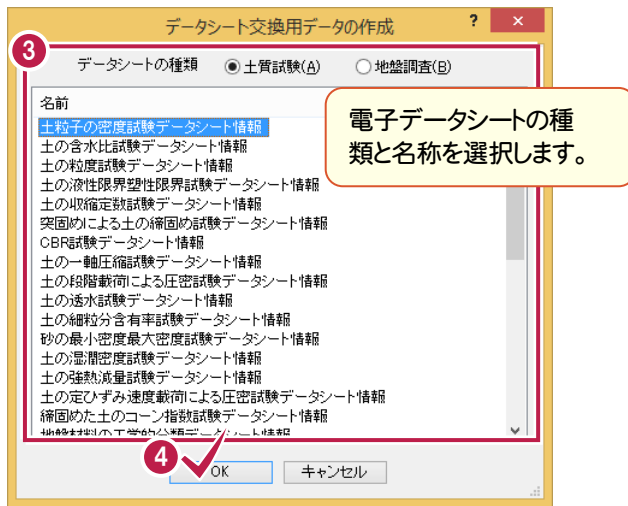 データシート交換用データの作成 ? ×
3
データシートの種類 土質試験(A) 地盤調査(B)
名前
電子データシートの種
類と名称を選択します。
土粒子の密度試験データシート情報
土の含水比試験データシート情報
土の粒度試験データシート情報
土の液性限界塑性限界試験データシート情報
土の収縮定数試験データシート情報
突固めによる土の締固め試験データシート情報
CBR試験データシート情報
土の一軸圧縮試験データシート情報
土の段階載荷による圧密試験データシート情報
土の透水試験データシート情報
土の細粒分含有率試験データシート情報
砂の最小密度最大密度試験データシート情報
土の湿潤密度試験データシート情報
土の強熱減量試験データシート情報
土の定ひずみ速度載荷による圧密試験データシート情報
締固めた土のコーン指数試験データシート情報
地盤材料の工学的分類データシート情報
4
OK キャンセル